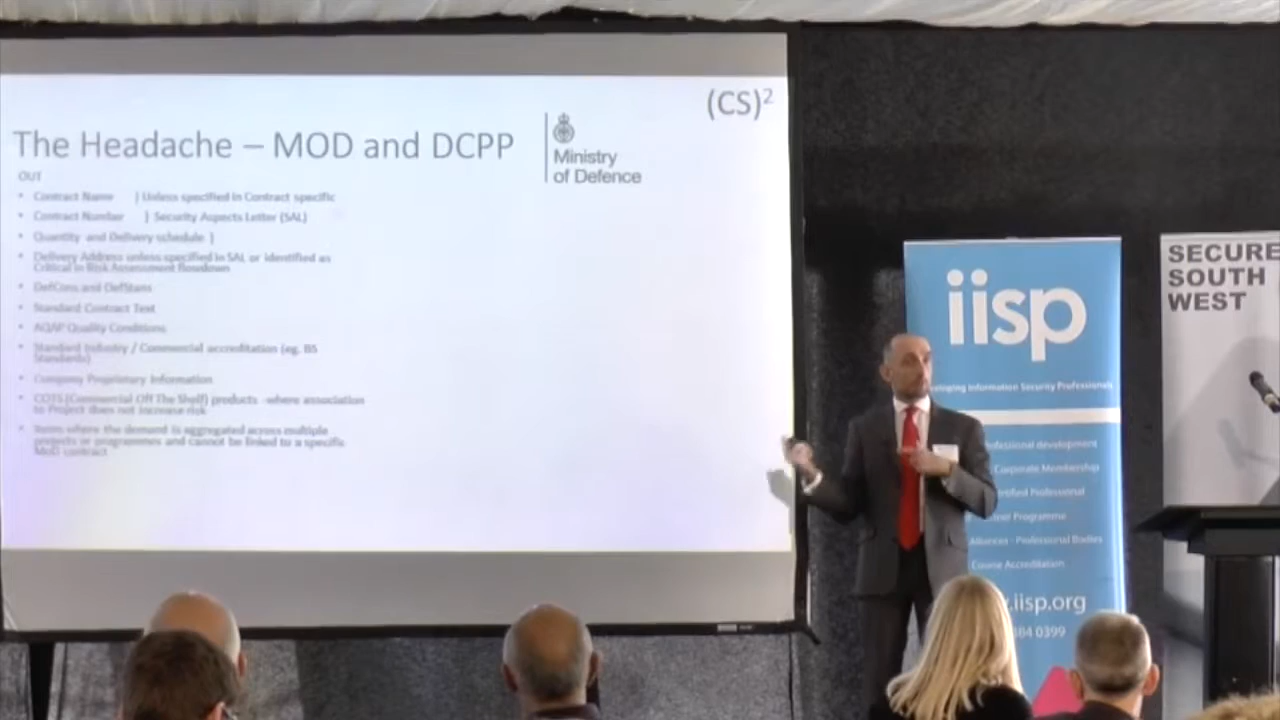 (CS)²
The Headache – MOD and DCPP
Ministry
of Defence
OUT
• Contract Name } Unless specified in Contract specific
• Contract Number } Security Aspects Letter (SAL)
• Quantity and Delivery schedule }
• Delivery Address unless specified in SAL or identified as
Critical in Risk Assessment flowdown
• DefCons and DefStans
• Standard Contract Text
• AQAP Quality Conditions
• Standard Industry / Commercial accreditation (eg. BS
Standards)
• Company Proprietary Information
• COTS (Commercial Off The Shelf) products -where association
to Project does not increase risk
• Items where the demand is aggregated across multiple
projects or programmes and cannot be linked to a specific
MoD contract
iisp
eloping Information Security Professionals
ofessional development
Corporate Membership
Programme
Alliances - Professional Bodies
Course Accreditation
.iisp.org
384 0399
SECURE
SOUTH
WEST